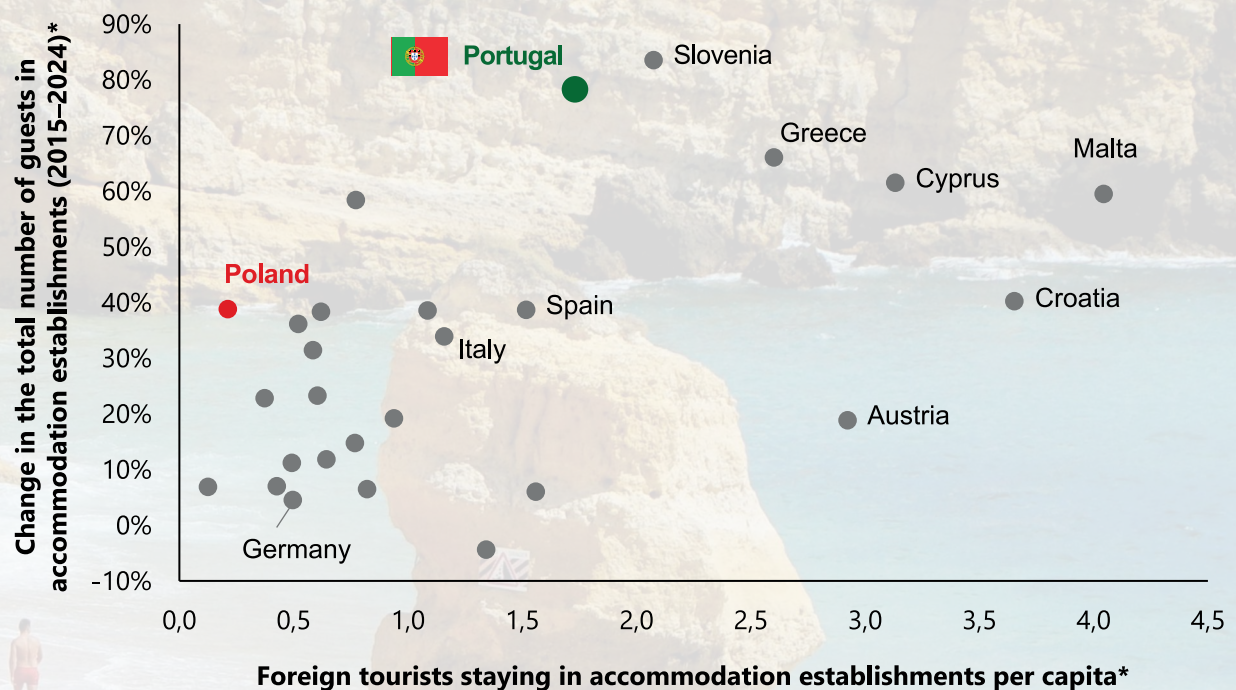 Change in the total number of guests in
accommodation establishments (2015–2024)*
90%
80%
70%
60%
50%
40%
30%
20%
10%
0%
-10%
Portugal
Slovenia
Greece
Malta
Cyprus
Poland
Croatia
Spain
Italy
Austria
Germany
0,0
0,5
1,0
1,5
2,0
2,5
3,0
3,5
4,0
4,5
Foreign tourists staying in accommodation establishments per capita*